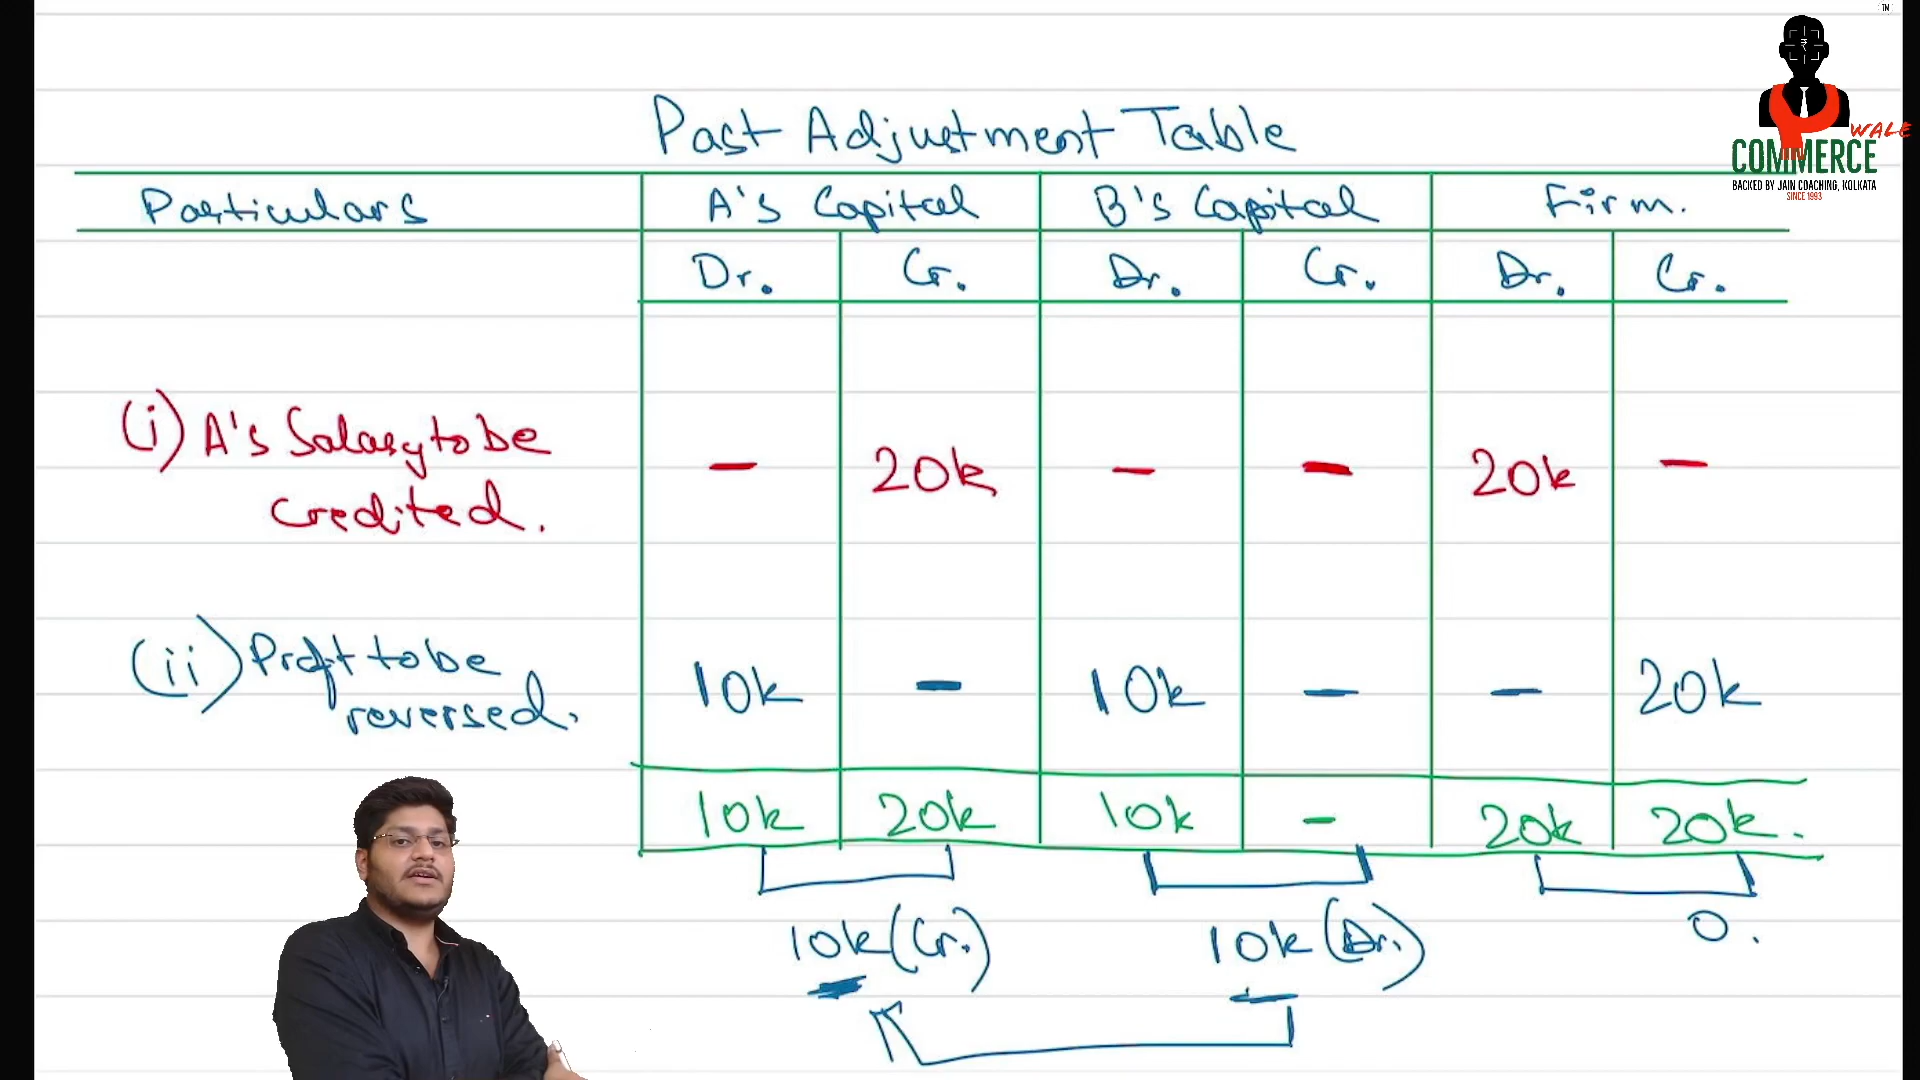 TM
WALE
COMMERCE
BACKED BY JAIN COACHING, KOLKATA
SINCE 1993
Past Adjustment Table
Particulars A's Capital B's Capital Firm.
Dr. Cr. Dr. Cr. Dr. Cr.
(i) A's Salary to be - 20k - - 20k -
credited.
(ii) Profit to be 10k - 10k - - 20k
reversed.
10k 20k 10k - 20k 20k.
10k (Cr.) 10k (Dr.) 0.